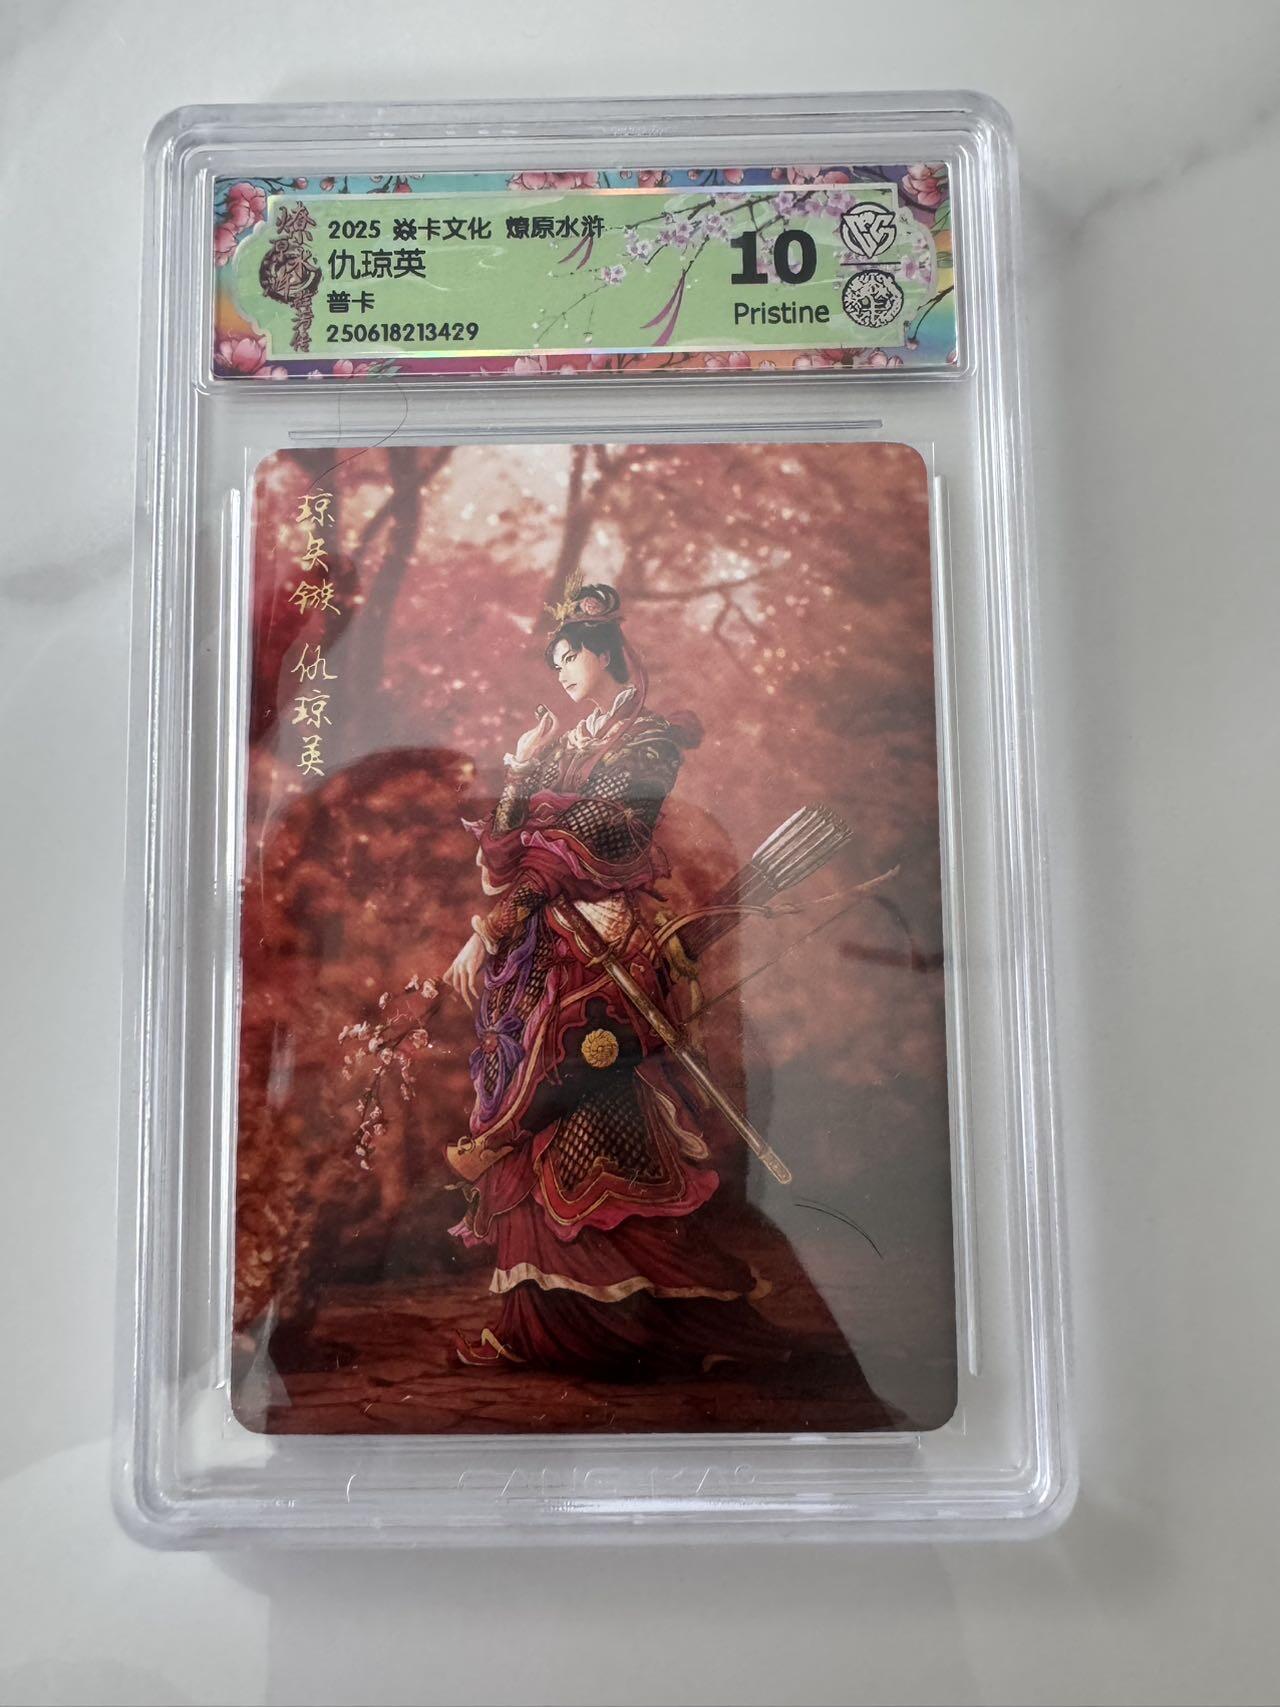 2025 焱卡文化 燎原水浒
仇琼英
普卡
250618213429
10
Pristine
琼矢镞 仇琼英